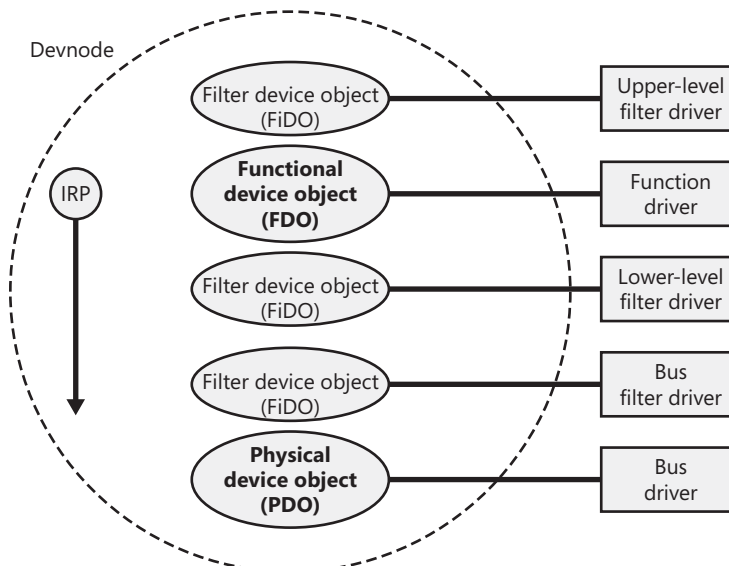 Devnode
Filter device object
(FiDO)
Upper-level
filter driver
IRP
Functional
device object
(FDO)
Function
driver
Filter device object
(FiDO)
Lower-level
filter driver
Filter device object
(FiDO)
Bus
filter driver
Physical
device object
(PDO)
Bus
driver